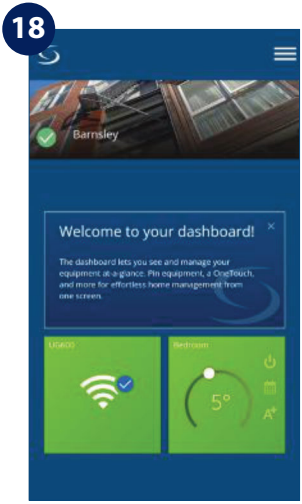 18
Barnsley
Welcome to your dashboard!
The dashboard lets you see and manage your
equipment at-a-glance. Pin equipment, a OneTouch,
and more for effortless home management from
one screen.
UG600
Bedroom
5°